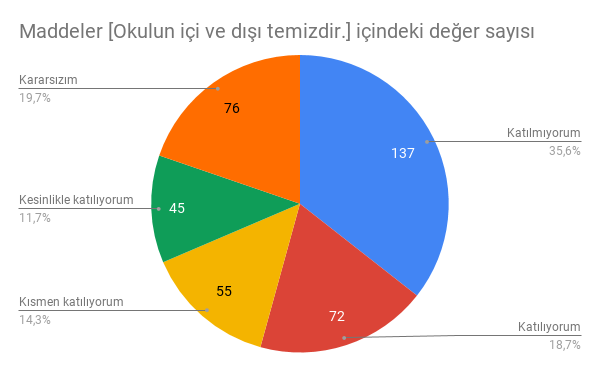 Maddeler [Okulun içi ve dışı temizdir.] içindeki değer sayısı
Kararsızım
19,7%
76
Katılmıyorum
35,6%
137
Kesinlikle katılıyorum
11,7%
45
Kısmen katılıyorum
14,3%
55
Katılıyorum
18,7%
72